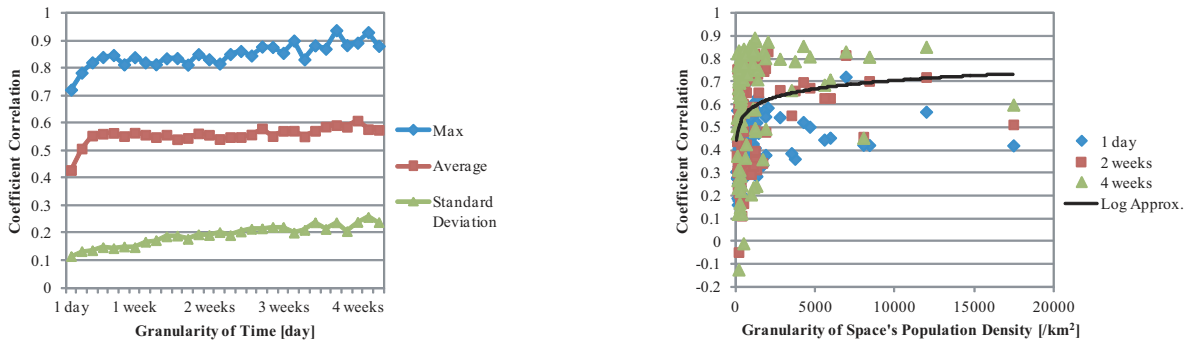 1
0.9
0.8
0.7
0.6
0.5
0.4
0.3
0.2
0.1
0
Coefficient Correlation
1 day 1 week 2 weeks 3 weeks 4 weeks
Granularity of Time [day]
Max
Average
Standard
Deviation
1
0.9
0.8
0.7
0.6
0.5
0.4
0.3
0.2
0.1
0
-0.1
-0.2
Coefficient Correlation
0 5000 10000 15000 20000
Granularity of Space's Population Density [/km²]
1 day
2 weeks
4 weeks
Log Approx.